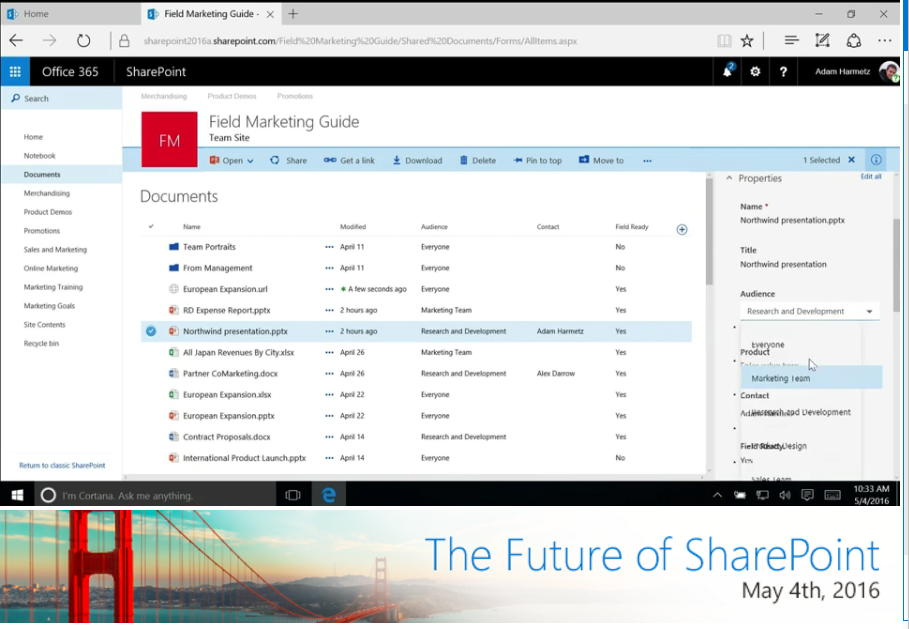 Home
Field Marketing Guide -
sharepoint2016a.sharepoint.com/Field%20Marketing%20Guide/Shared%20Documents/Forms/AllItems.aspx
Office 365 SharePoint 2 ? Adam Harmetz
Search
Merchandising Product Demos Promotions
FM
Field Marketing Guide
Team Site
Open Share Get a link Download Delete Pin to top Move to ... 1 Selected
Home
Notebook
Documents
Merchandising
Product Demos
Promotions
Sales and Marketing
Online Marketing
Marketing Training
Marketing Goals
Site Contents
Recycle bin
Return to classic SharePoint
Documents
Name Modified Audience Contact Field Ready
Team Portraits ... April 11 Everyone No
From Management ... April 11 Everyone No
European Expansion.url ... A few seconds ago Everyone Yes
RD Expense Report.pptx ... 2 hours ago Marketing Team Yes
Northwind presentation.pptx ... 2 hours ago Research and Development Adam Harmetz Yes
All Japan Revenues By City.xlsx ... April 26 Marketing Team Yes
Partner CoMarketing.docx ... April 26 Research and Development Alex Darrow Yes
European Expansion.xlsx ... April 22 Everyone Yes
European Expansion.pptx ... April 22 Everyone Yes
Contract Proposals.docx ... April 14 Research and Development Yes
International Product Launch.pptx ... April 14 Everyone No
Properties Edit all
Name *
Northwind presentation.pptx
Title
Northwind presentation
Audience
Research and Development
Everyone
Product
Marketing Team
Contact
Research and Development
Field Ready
Design
Yes
Sales Team
I'm Cortana. Ask me anything.
10:33 AM
5/4/2016
The Future of SharePoint
May 4th, 2016